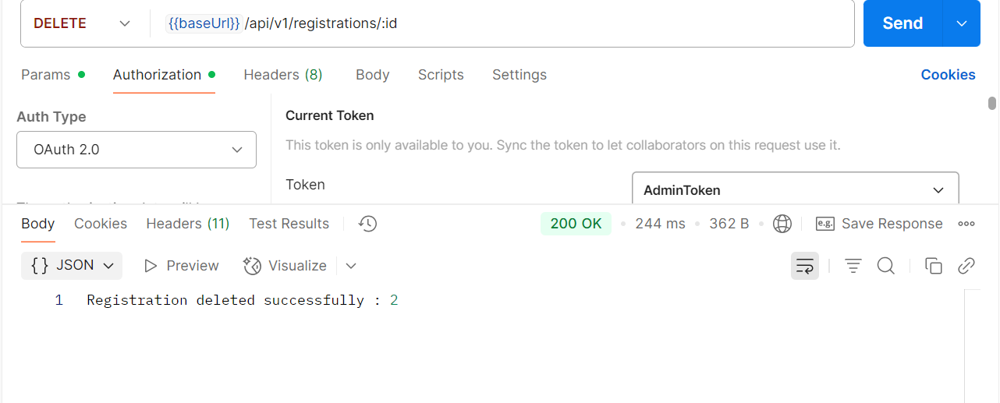 DELETE {{baseUrl}}/api/v1/registrations/:id Send
Params Authorization Headers (8) Body Scripts Settings Cookies
Auth Type
OAuth 2.0
Current Token
This token is only available to you. Sync the token to let collaborators on this request use it.
Token AdminToken
Body Cookies Headers (11) Test Results 200 OK 244 ms 362 B e.g. Save Response
{} JSON Preview Visualize
1 Registration deleted successfully : 2